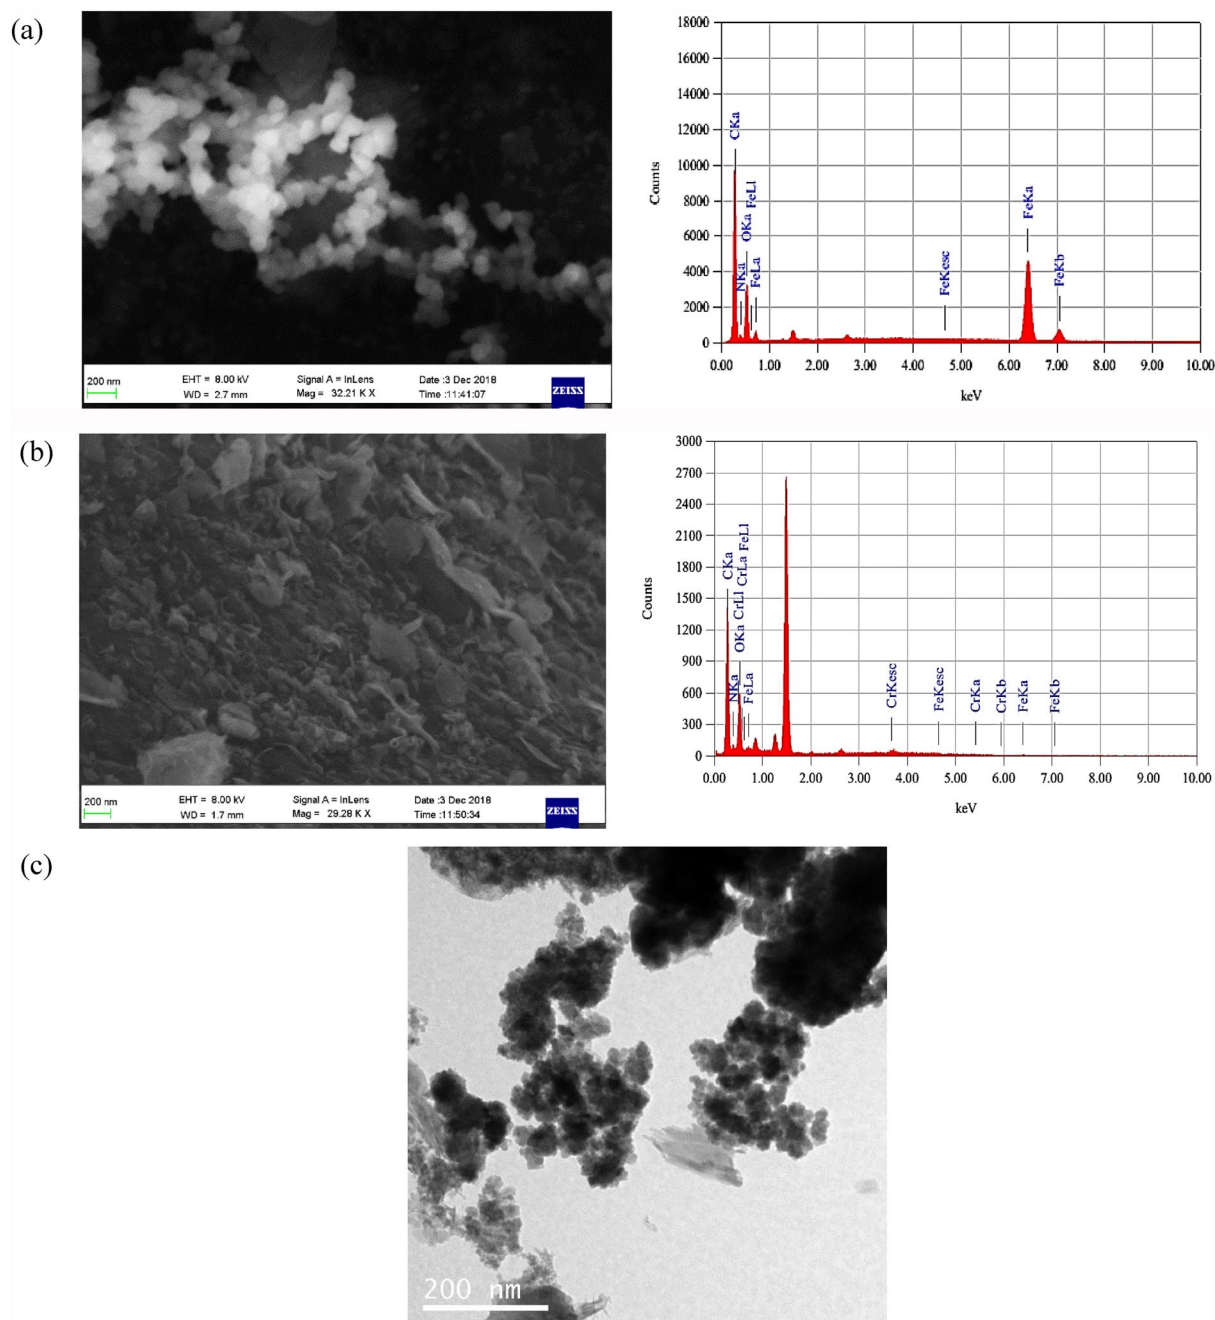 (a)
18000
16000
14000
12000
10000
8000
6000
4000
2000
0
Counts
CKa
NKa
OKa FeLl
FeLa
FeKesc
FeKa
FeKb
0.00 1.00 2.00 3.00 4.00 5.00 6.00 7.00 8.00 9.00 10.00
keV
200 nm
EHT = 8.00 kV Signal A = InLens Date :3 Dec 2018
WD = 2.7 mm Mag = 32.21 K X Time :11:41:07
ZEISS
(b)
3000
2700
2400
2100
1800
1500
1200
900
600
300
0
Counts
CKa
NKa
OKa CrLl CrLa FeLl
FeLa
CrKesc
FeKesc
CrKa
CrKb
FeKa
FeKb
0.00 1.00 2.00 3.00 4.00 5.00 6.00 7.00 8.00 9.00 10.00
keV
200 nm
EHT = 8.00 kV Signal A = InLens Date :3 Dec 2018
WD = 1.7 mm Mag = 29.28 K X Time :11:50:34
ZEISS
(c)
200 nm